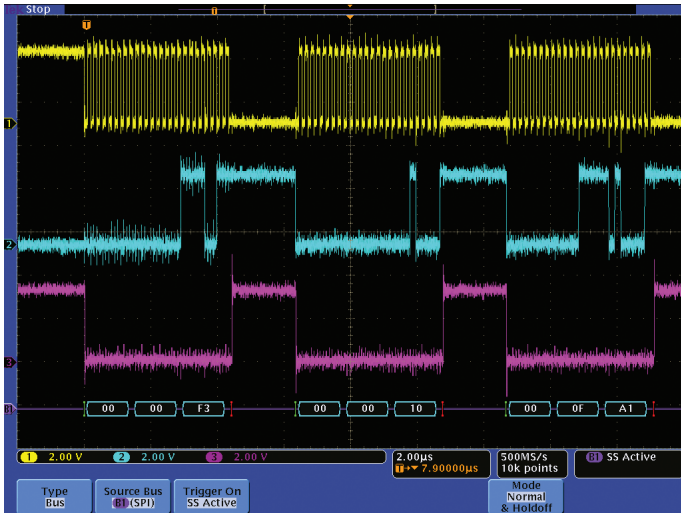 Stop
T
T
1
2
3
B1
00 00 F3 00 00 10 00 0F A1
1 2.00 V 2 2.00 V 3 2.00 V
2.00µs
T→▼ 7.90000µs
500MS/s
10k points
B1 SS Active
Type
Bus
Source Bus
B1 (SPI)
Trigger On
SS Active
Mode
Normal
& Holdoff